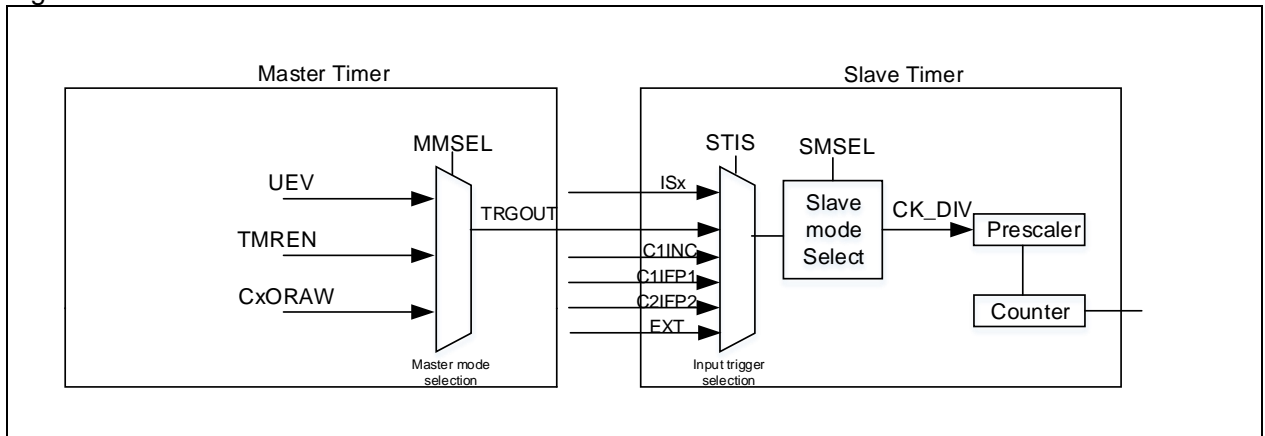 Master Timer
Slave Timer
MMSEL
STIS
SMSEL
UEV
TMREN
CxORAW
TRGOUT
ISx
C1INC
C1IFP1
C2IFP2
EXT
Slave
mode
Select
CK_DIV
Prescaler
Counter
Master mode
selection
Input trigger
selection